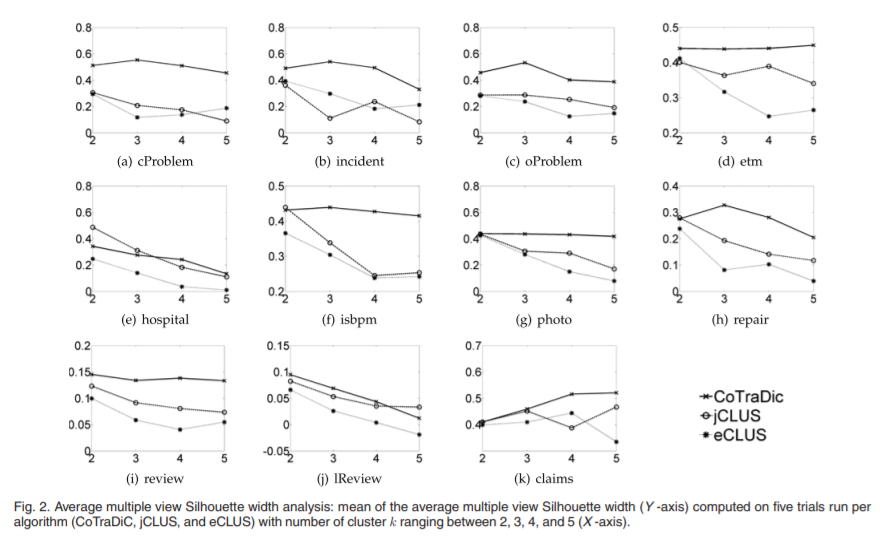 0.8
0.6
0.4
0.2
0
2 3 4 5
(a) cProblem
0.8
0.6
0.4
0.2
0
2 3 4 5
(b) incident
0.8
0.6
0.4
0.2
0
2 3 4 5
(c) oProblem
0.5
0.4
0.3
0.2
2 3 4 5
(d) etm
0.8
0.6
0.4
0.2
0
2 3 4 5
(e) hospital
0.5
0.4
0.3
0.2
2 3 4 5
(f) isbpm
0.8
0.6
0.4
0.2
0
2 3 4 5
(g) photo
0.4
0.3
0.2
0.1
0
2 3 4 5
(h) repair
0.2
0.15
0.1
0.05
0
2 3 4 5
(i) review
0.15
0.1
0.05
0
-0.05
2 3 4 5
(j) lReview
0.7
0.6
0.5
0.4
2 3 4 5
(k) claims
CoTraDic
jCLUS
eCLUS
Fig. 2. Average multiple view Silhouette width analysis: mean of the average multiple view Silhouette width (Y-axis) computed on five trials run per
algorithm (CoTraDiC, jCLUS, and eCLUS) with number of cluster k ranging between 2, 3, 4, and 5 (X-axis).